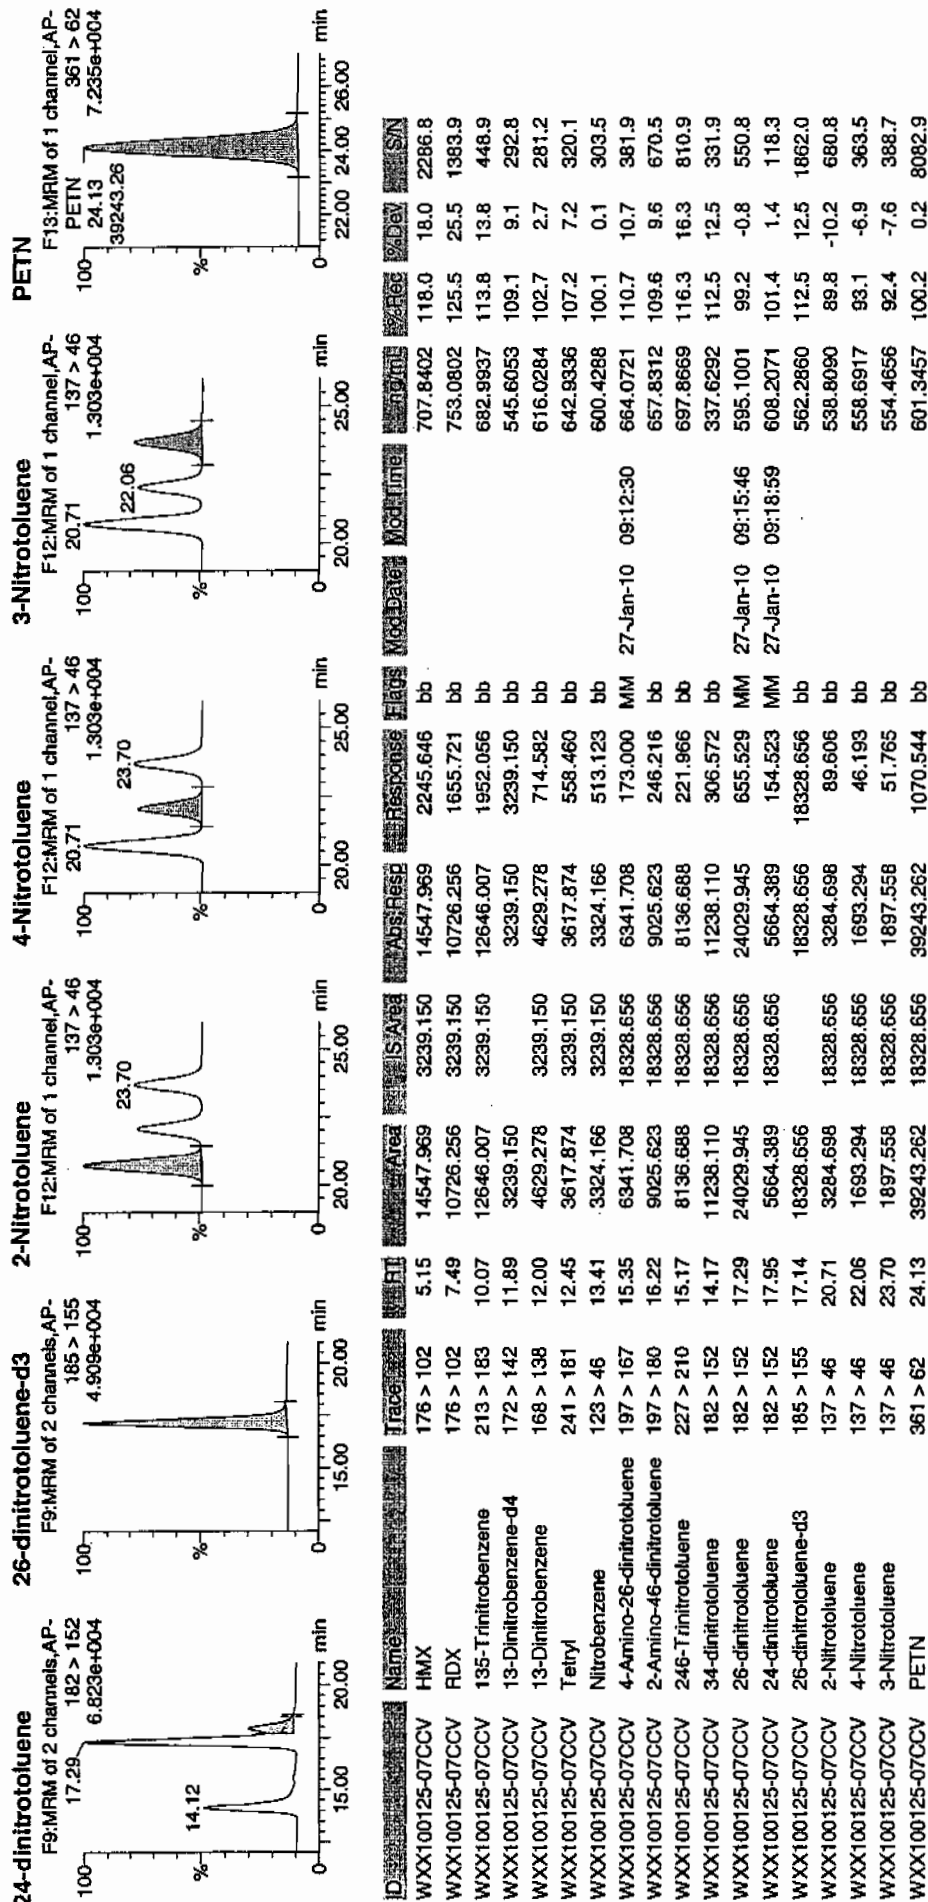 24-dinitrotoluene
F9:MRM of 2 channels,AP-
17.29 182 > 152
6.823e+004
100
14.12
%
0
15.00 20.00 min
26-dinitrotoluene-d3
F9:MRM of 2 channels,AP-
185 > 155
4.909e+004
100
%
0
15.00 20.00 min
2-Nitrotoluene
F12:MRM of 1 channel,AP-
137 > 46
1.303e+004
100
23.70
%
0
20.00 25.00 min
4-Nitrotoluene
F12:MRM of 1 channel,AP-
20.71 137 > 46
1.303e+004
100
23.70
%
0
20.00 25.00 min
3-Nitrotoluene
F12:MRM of 1 channel,AP-
20.71 137 > 46
1.303e+004
100
22.06
%
0
20.00 25.00 min
PETN
F13:MRM of 1 channel,AP-
PETN 361 > 62
24.13 7.235e+004
39243.26
100
%
0
22.00 24.00 26.00 min
ID Name Trace RT Area IS Area Abs.Resp Response Flags Mod.Date Mod.Time ng/mL %Rec %Dev S/N
WXX100125-07CCV HMX 176 > 102 5.15 14547.969 3239.150 14547.969 2245.646 bb 707.8402 118.0 18.0 2286.8
WXX100125-07CCV RDX 176 > 102 7.49 10726.256 3239.150 10726.256 1655.721 bb 753.0802 125.5 25.5 1383.9
WXX100125-07CCV 135-Trinitrobenzene 213 > 183 10.07 12646.007 3239.150 12646.007 1952.056 bb 682.9937 113.8 13.8 448.9
WXX100125-07CCV 13-Dinitrobenzene-d4 172 > 142 11.89 3239.150 3239.150 3239.150 bb 545.6053 109.1 9.1 292.8
WXX100125-07CCV 13-Dinitrobenzene 168 > 138 12.00 4629.278 3239.150 4629.278 714.582 bb 616.0284 102.7 2.7 281.2
WXX100125-07CCV Tetryl 241 > 181 12.45 3617.874 3239.150 3617.874 558.460 bb 642.9336 107.2 7.2 320.1
WXX100125-07CCV Nitrobenzene 123 > 46 13.41 3324.166 3239.150 3324.166 513.123 bb 600.4288 100.1 0.1 303.5
WXX100125-07CCV 4-Amino-26-dinitrotoluene 197 > 167 15.35 6341.708 18328.656 6341.708 173.000 MM 27-Jan-10 09:12:30 664.0721 110.7 10.7 381.9
WXX100125-07CCV 2-Amino-46-dinitrotoluene 197 > 180 16.22 9025.623 18328.656 9025.623 246.216 bb 657.8312 109.6 9.6 670.5
WXX100125-07CCV 246-Trinitrotoluene 227 > 210 15.17 8136.688 18328.656 8136.688 221.966 bb 697.8669 116.3 16.3 810.9
WXX100125-07CCV 34-dinitrotoluene 182 > 152 14.17 11238.110 18328.656 11238.110 306.572 bb 337.6292 112.5 12.5 331.9
WXX100125-07CCV 26-dinitrotoluene 182 > 152 17.29 24029.945 18328.656 24029.945 655.529 MM 27-Jan-10 09:15:46 595.1001 99.2 -0.8 550.8
WXX100125-07CCV 24-dinitrotoluene 182 > 152 17.95 5664.389 18328.656 5664.389 154.523 MM 27-Jan-10 09:18:59 608.2071 101.4 1.4 118.3
WXX100125-07CCV 26-dinitrotoluene-d3 185 > 155 17.14 18328.656 18328.656 18328.656 bb 562.2860 112.5 12.5 1862.0
WXX100125-07CCV 2-Nitrotoluene 137 > 46 20.71 3284.698 18328.656 3284.698 89.606 bb 538.8090 89.8 -10.2 680.8
WXX100125-07CCV 4-Nitrotoluene 137 > 46 22.06 1693.294 18328.656 1693.294 46.193 bb 558.6917 93.1 -6.9 363.5
WXX100125-07CCV 3-Nitrotoluene 137 > 46 23.70 1897.558 18328.656 1897.558 51.765 bb 554.4656 92.4 -7.6 388.7
WXX100125-07CCV PETN 361 > 62 24.13 39243.262 18328.656 39243.262 1070.544 bb 601.3457 100.2 0.2 8082.9